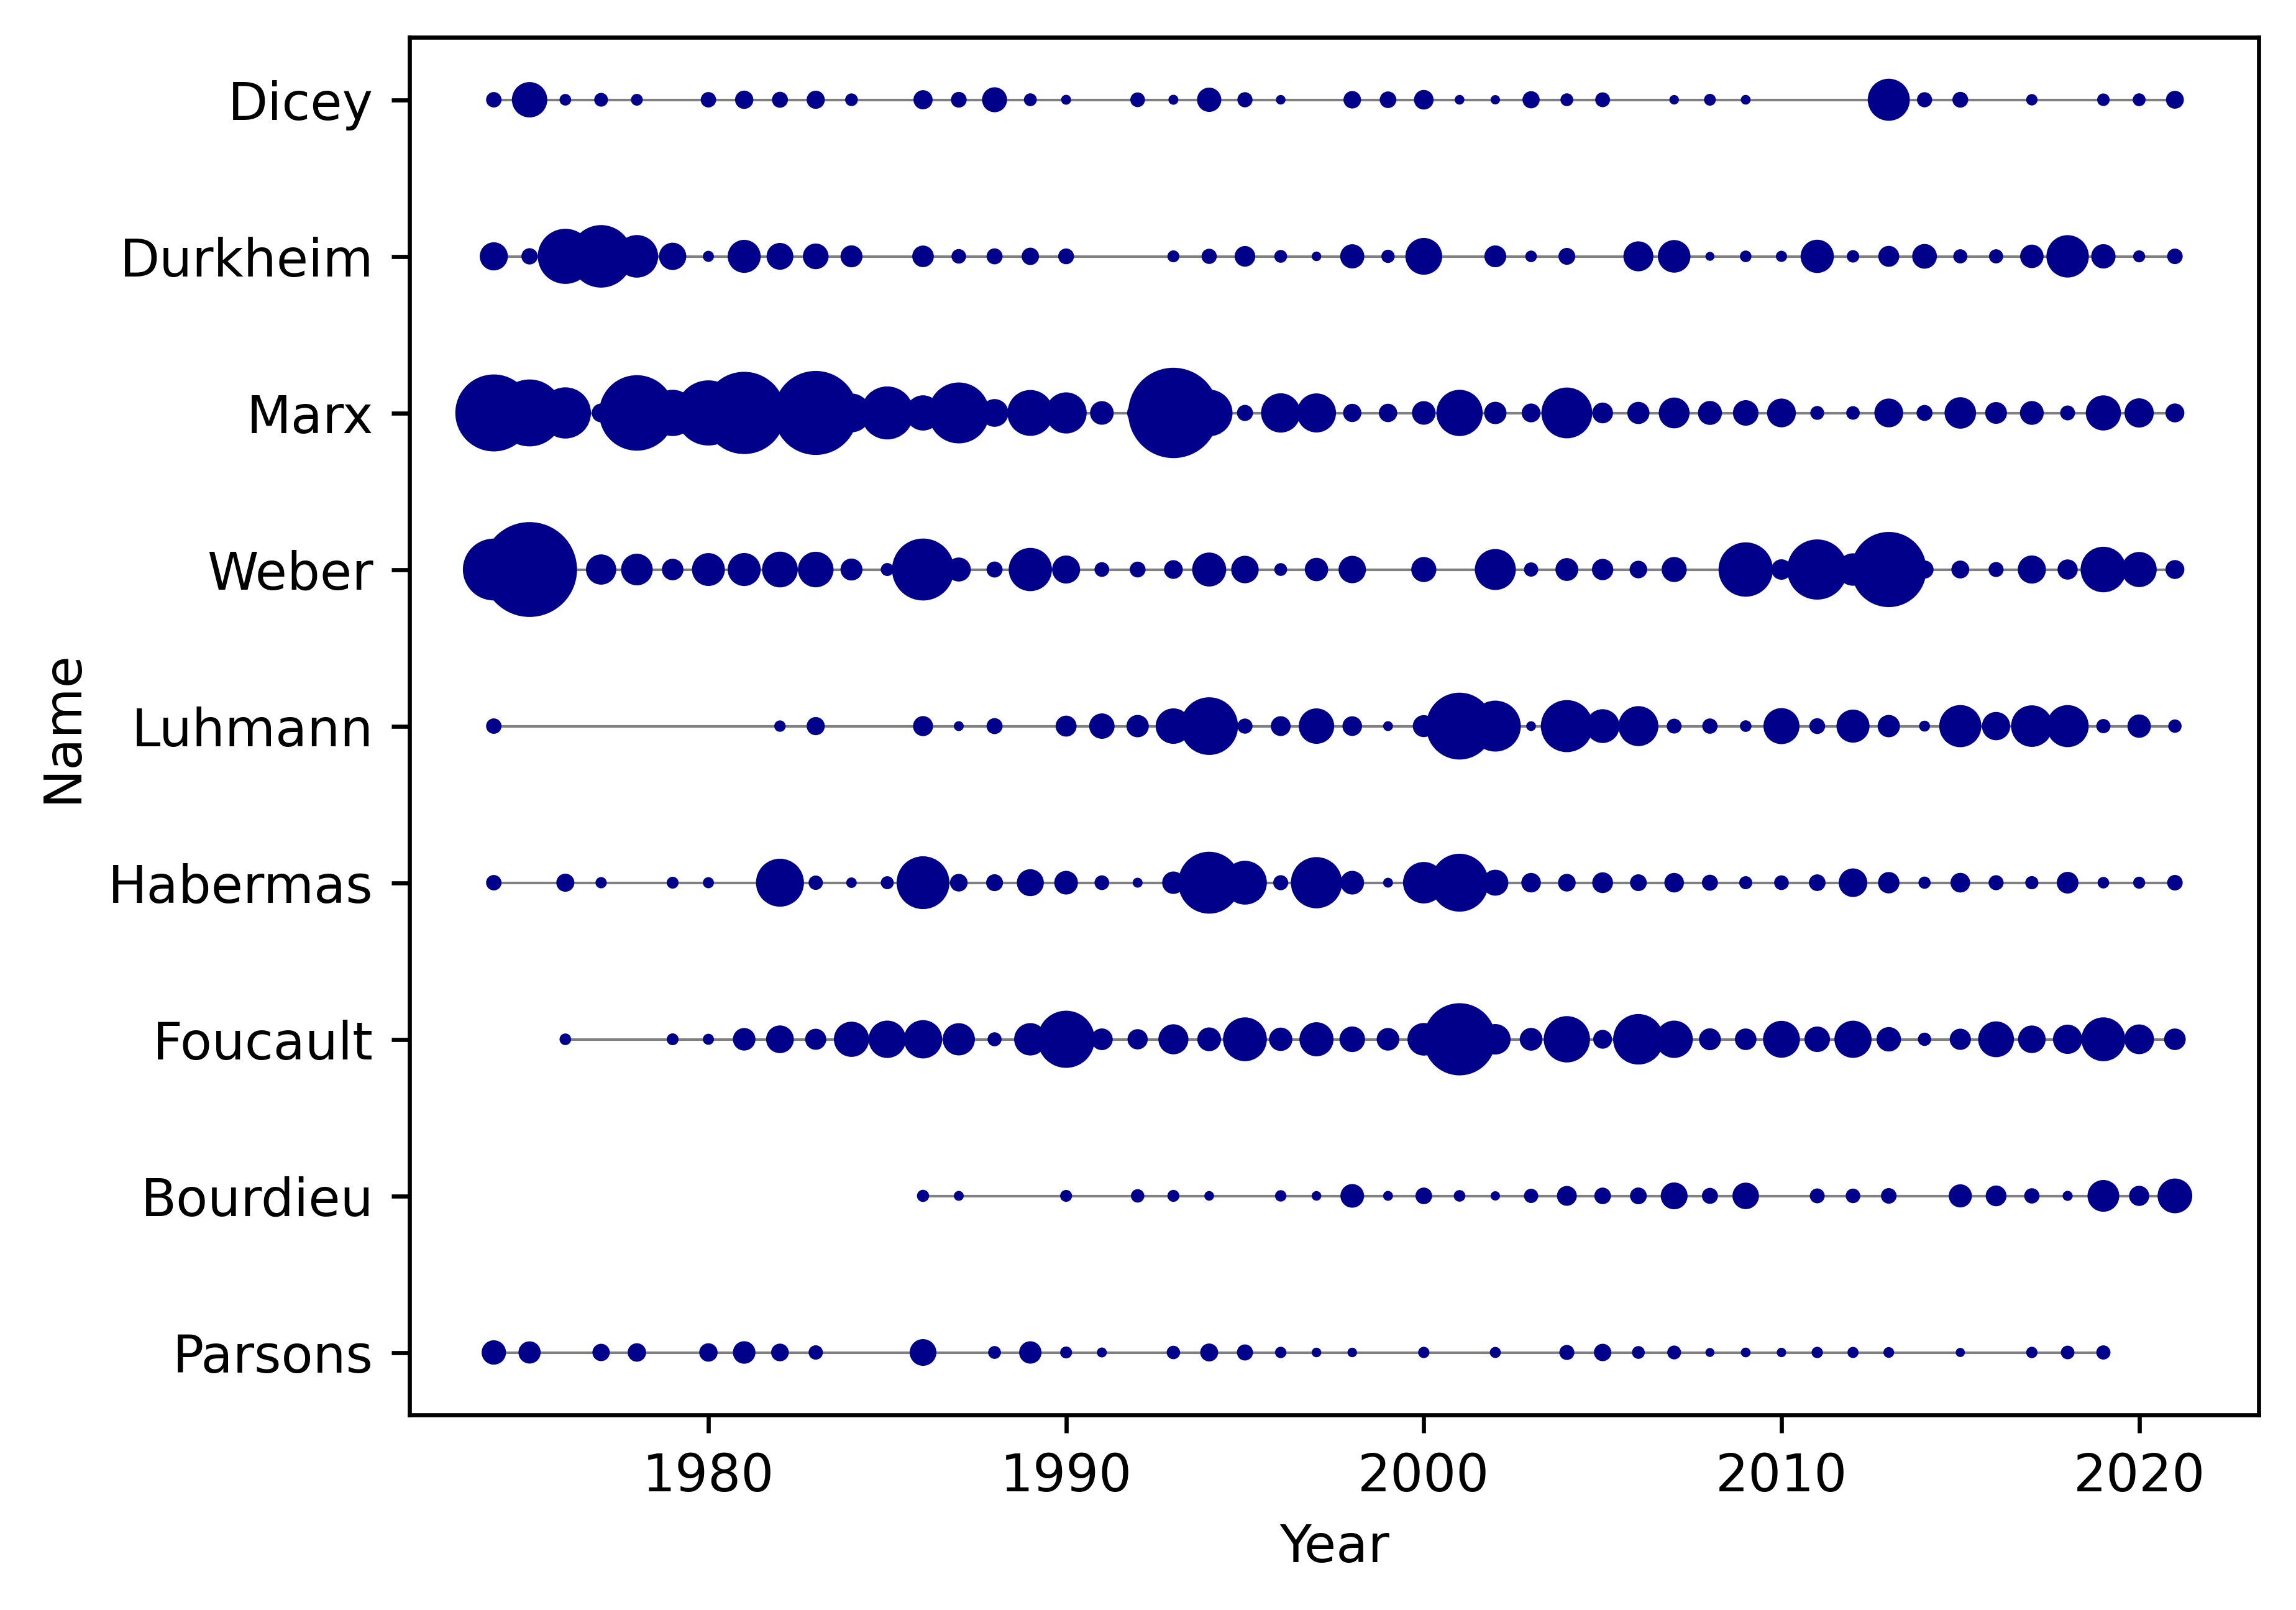 Dicey
Durkheim
Marx
Weber
Luhmann
Habermas
Foucault
Bourdieu
Parsons
Name
1980 1990 2000 2010 2020
Year